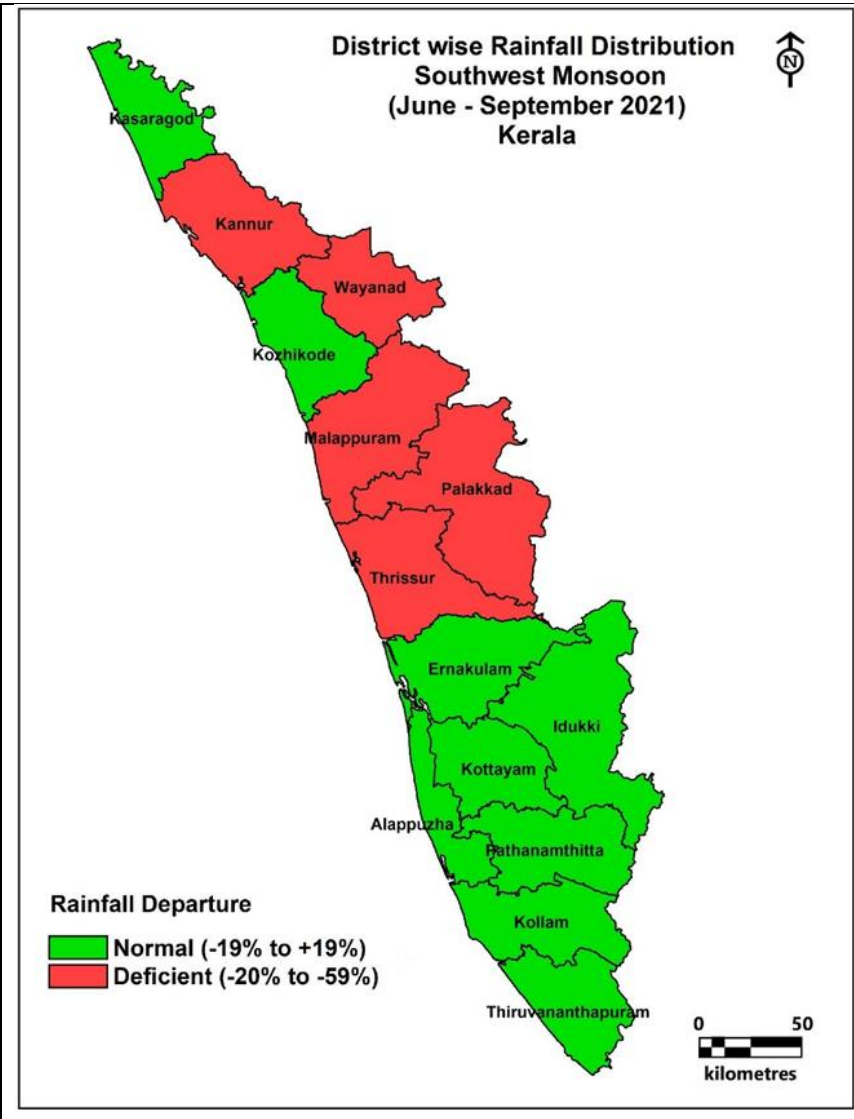 District wise Rainfall Distribution
Southwest Monsoon
(June - September 2021)
Kerala
N
Kasaragod
Kannur
Wayanad
Kozhikode
Malappuram
Palakkad
Thrissur
Ernakulam
Idukki
Kottayam
Alappuzha
Pathanamthitta
Kollam
Thiruvananthapuram
Rainfall Departure
Normal (-19% to +19%)
Deficient (-20% to -59%)
0 50
kilometres